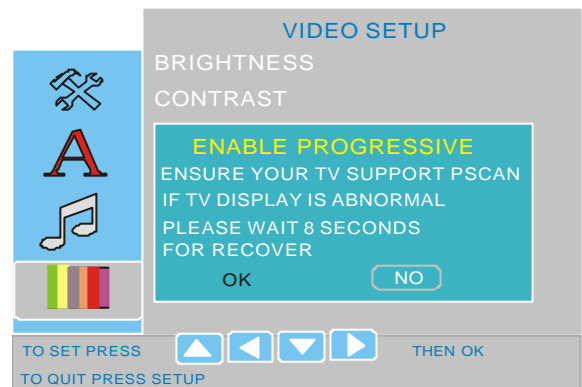 VIDEO SETUP
BRIGHTNESS
CONTRAST
A
ENABLE PROGRESSIVE
ENSURE YOUR TV SUPPORT PSCAN
IF TV DISPLAY IS ABNORMAL
PLEASE WAIT 8 SECONDS
FOR RECOVER
OK NO
TO SET PRESS THEN OK
TO QUIT PRESS SETUP